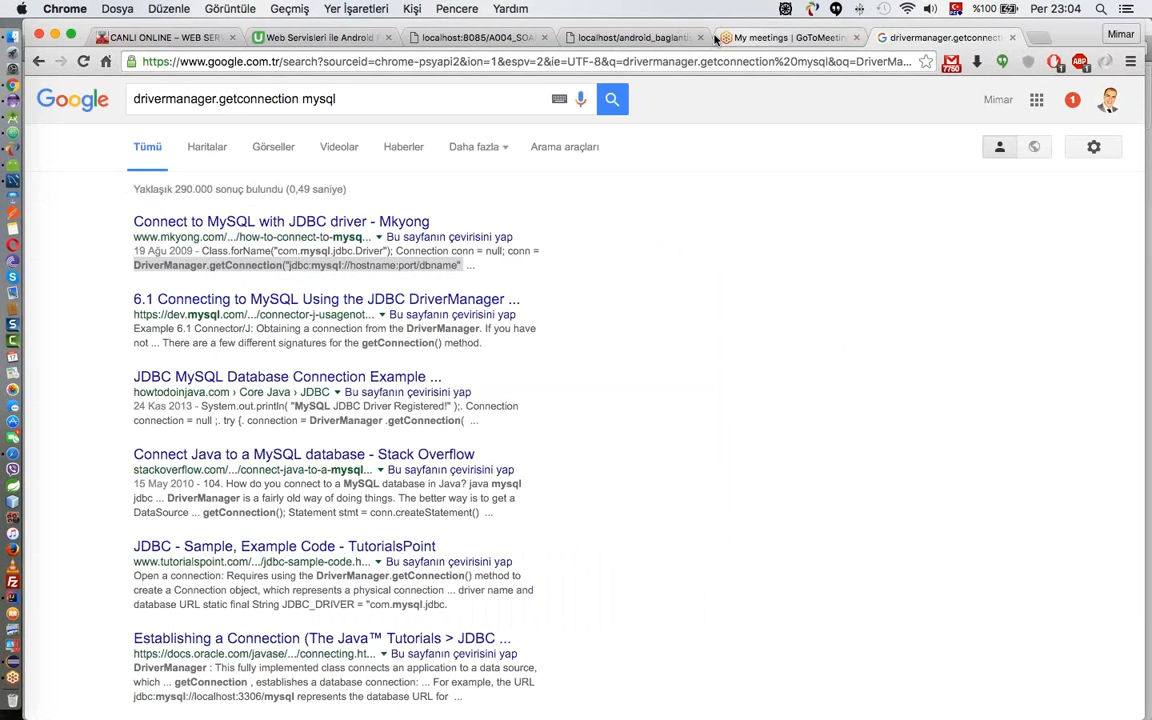 Chrome Dosya Düzenle Görüntüle Geçmiş Yer İşaretleri Kişi Pencere Yardım %100 Per 23:04
CANLI ONLINE – WEB SER Web Servisleri ile Android localhost:8085/A004_SOA localhost/android_baglanti My meetings | GoToMeetin drivermanager.getconnecti Mimar
https://www.google.com.tr/search?sourceid=chrome-psyapi2&ion=1&espv=2&ie=UTF-8&q=drivermanager.getconnection%20mysql&oq=DriverMa...
7750 1 ABP
Google drivermanager.getconnection mysql Mimar 1
Tümü Haritalar Görseller Videolar Haberler Daha fazla Arama araçları
Yaklaşık 290.000 sonuç bulundu (0,49 saniye)
Connect to MySQL with JDBC driver - Mkyong
www.mkyong.com/.../how-to-connect-to-mysq... Bu sayfanın çevirisini yap
19 Ağu 2009 - Class.forName("com.mysql.jdbc.Driver"); Connection conn = null; conn =
DriverManager.getConnection("jdbc:mysql://hostname:port/dbname" ...
6.1 Connecting to MySQL Using the JDBC DriverManager ...
https://dev.mysql.com/.../connector-j-usagenot... Bu sayfanın çevirisini yap
Example 6.1 Connector/J: Obtaining a connection from the DriverManager. If you have
not ... There are a few different signatures for the getConnection() method.
JDBC MySQL Database Connection Example ...
howtodoinjava.com › Core Java › JDBC Bu sayfanın çevirisini yap
24 Kas 2013 - System.out.println( "MySQL JDBC Driver Registered!" );. Connection
connection = null ;. try {. connection = DriverManager .getConnection( ...
Connect Java to a MySQL database - Stack Overflow
stackoverflow.com/.../connect-java-to-a-mysql... Bu sayfanın çevirisini yap
15 May 2010 - 104. How do you connect to a MySQL database in Java? java mysql
jdbc ... DriverManager is a fairly old way of doing things. The better way is to get a
DataSource ... getConnection(); Statement stmt = conn.createStatement() ...
JDBC - Sample, Example Code - TutorialsPoint
www.tutorialspoint.com/.../jdbc-sample-code.h... Bu sayfanın çevirisini yap
Open a connection: Requires using the DriverManager.getConnection() method to
create a Connection object, which represents a physical connection ... driver name and
database URL static final String JDBC_DRIVER = "com.mysql.jdbc.
Establishing a Connection (The Java™ Tutorials > JDBC ...
https://docs.oracle.com/javase/.../connecting.ht... Bu sayfanın çevirisini yap
DriverManager : This fully implemented class connects an application to a data source,
which ... getConnection , establishes a database connection: ... For example, the URL
jdbc:mysql://localhost:3306/mysql represents the database URL for ...